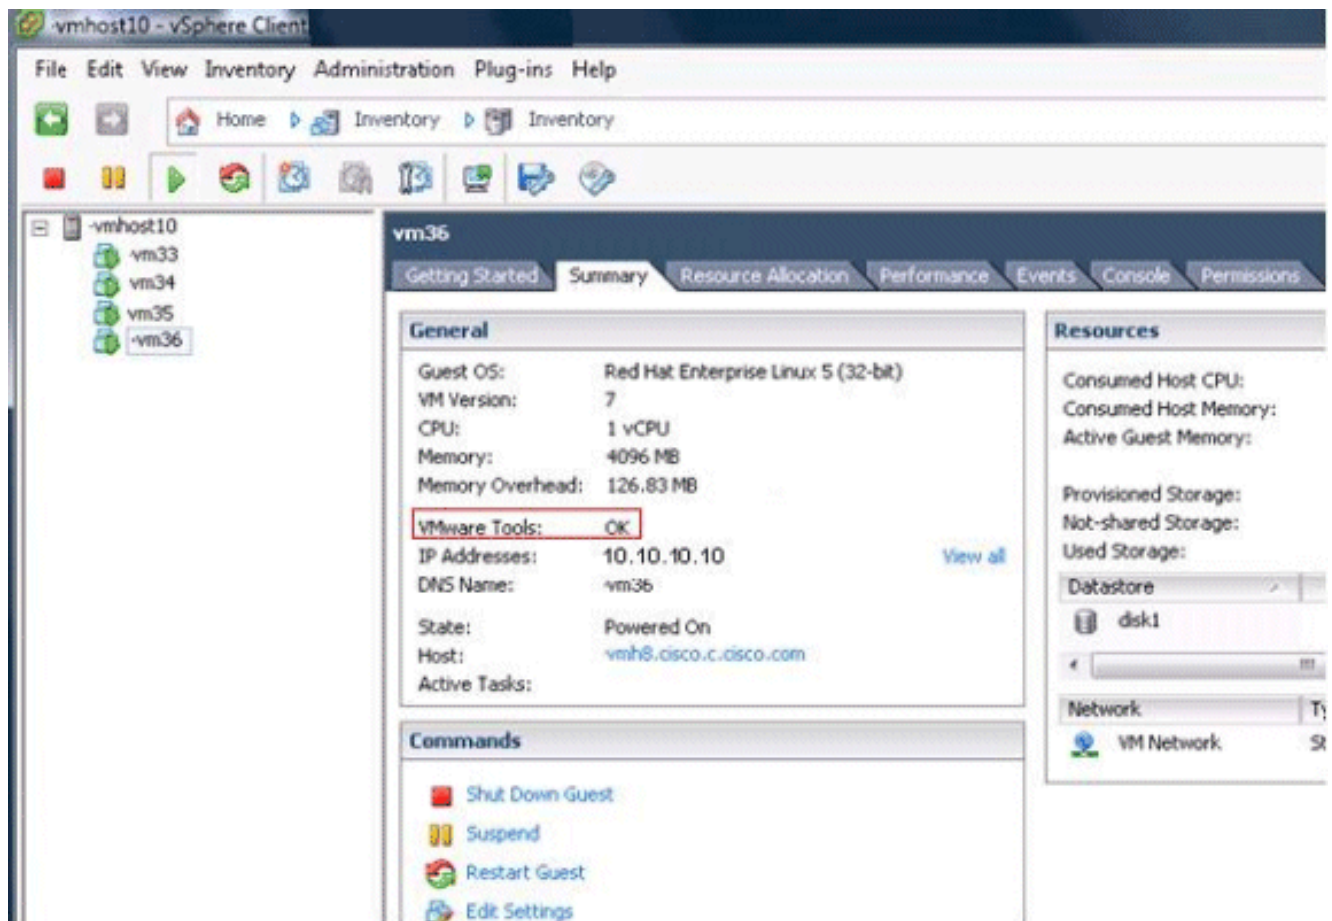 vmhost10 - vSphere Client
File Edit View Inventory Administration Plug-ins Help
Home Inventory Inventory
-vmhost10
vm33
vm34
vm35
-vm36
vm36
Getting Started Summary Resource Allocation Performance Events Console Permissions
General
Guest OS: Red Hat Enterprise Linux 5 (32-bit)
VM Version: 7
CPU: 1 vCPU
Memory: 4096 MB
Memory Overhead: 126.83 MB
VMware Tools: OK
IP Addresses: 10.10.10.10 View all
DNS Name: vm36
State: Powered On
Host: vmh8.cisco.c.cisco.com
Active Tasks:
Commands
Shut Down Guest
Suspend
Restart Guest
Edit Settings
Resources
Consumed Host CPU:
Consumed Host Memory:
Active Guest Memory:
Provisioned Storage:
Not-shared Storage:
Used Storage:
Datastore
disk1
Network
VM Network